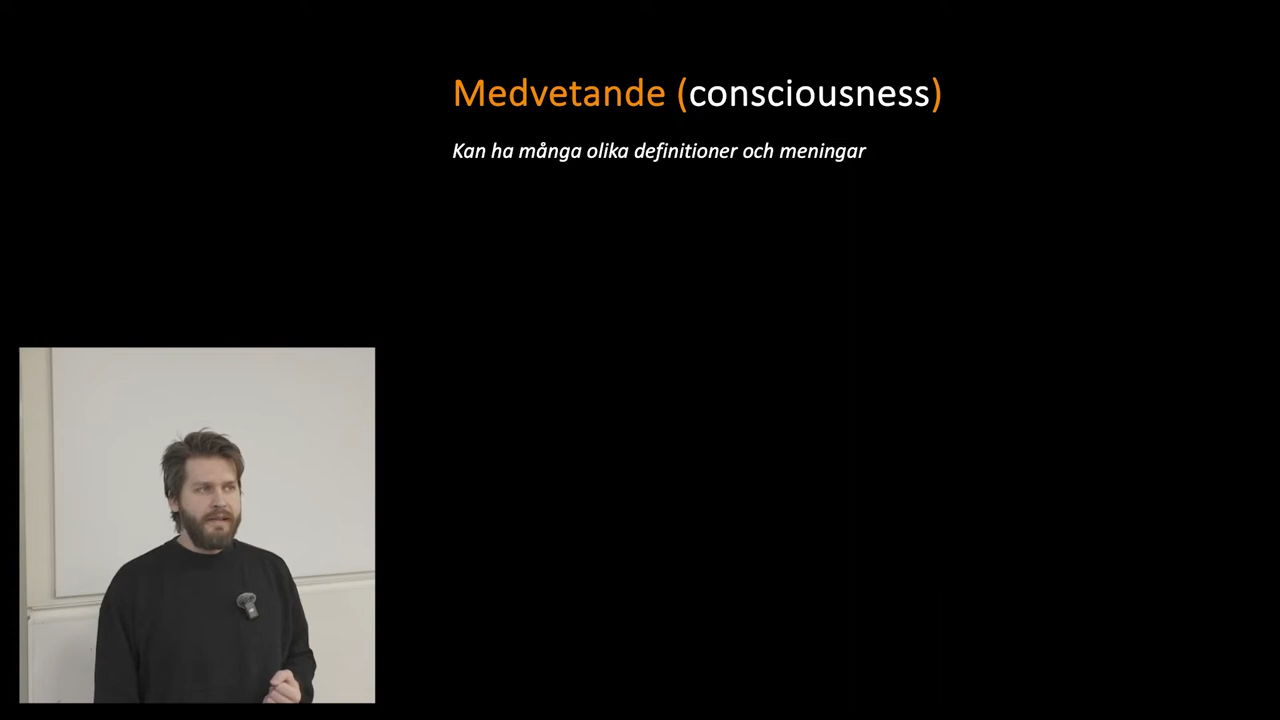 Medvetande (consciousness)
Kan ha många olika definitioner och meningar